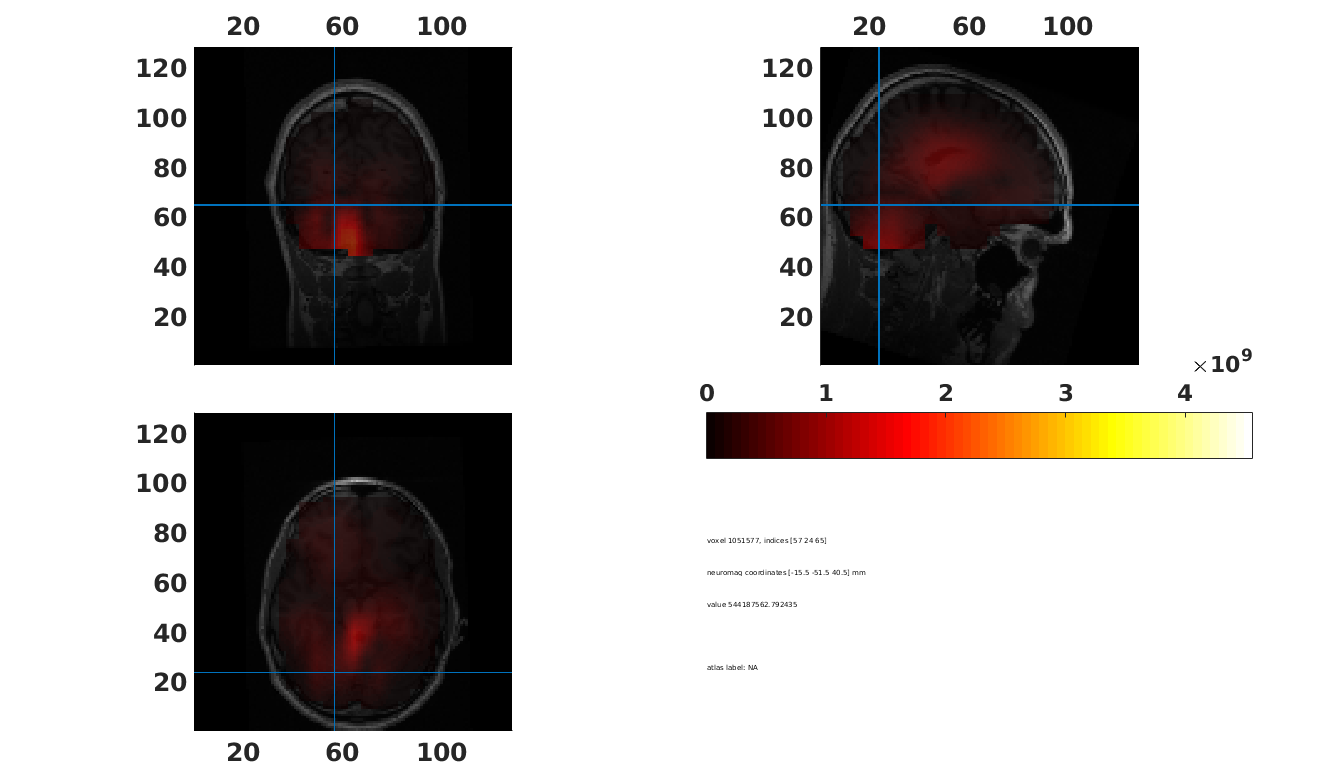 20 60 100
120
100
80
60
40
20
20 60 100
120
100
80
60
40
20
×10⁹
0 1 2 3 4
120
100
80
60
40
20
20 60 100
voxel 1051577, indices [57 24 65]
neuromag coordinates [-15.5 -51.5 40.5] mm
value 544187562.792435
atlas label: NA